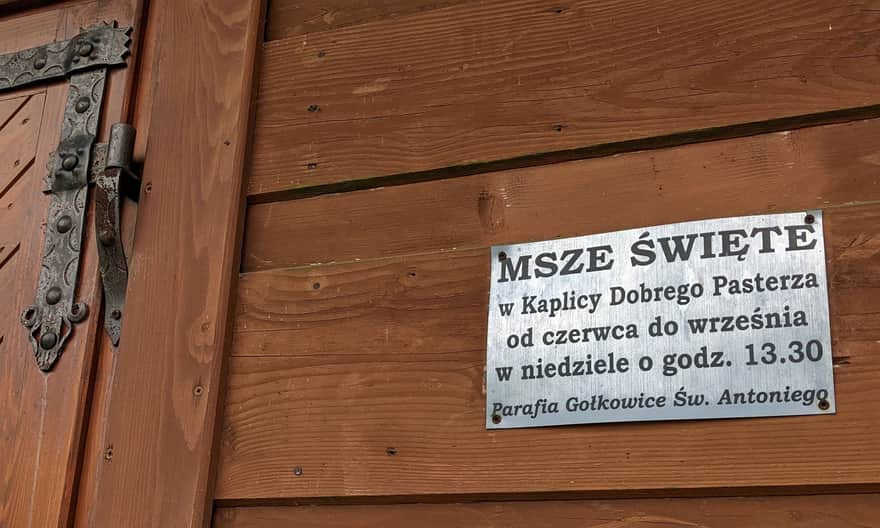 MSZE ŚWIĘTE
w Kaplicy Dobrego Pasterza
od czerwca do września
w niedziele o godz. 13.30
Parafia Gołkowice Św. Antoniego